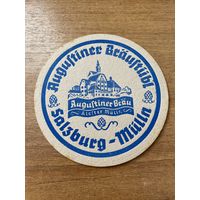 Augustiner Bräustübl
Augustiner Bräu
Kloster Mülln
Salzburg - Mülln